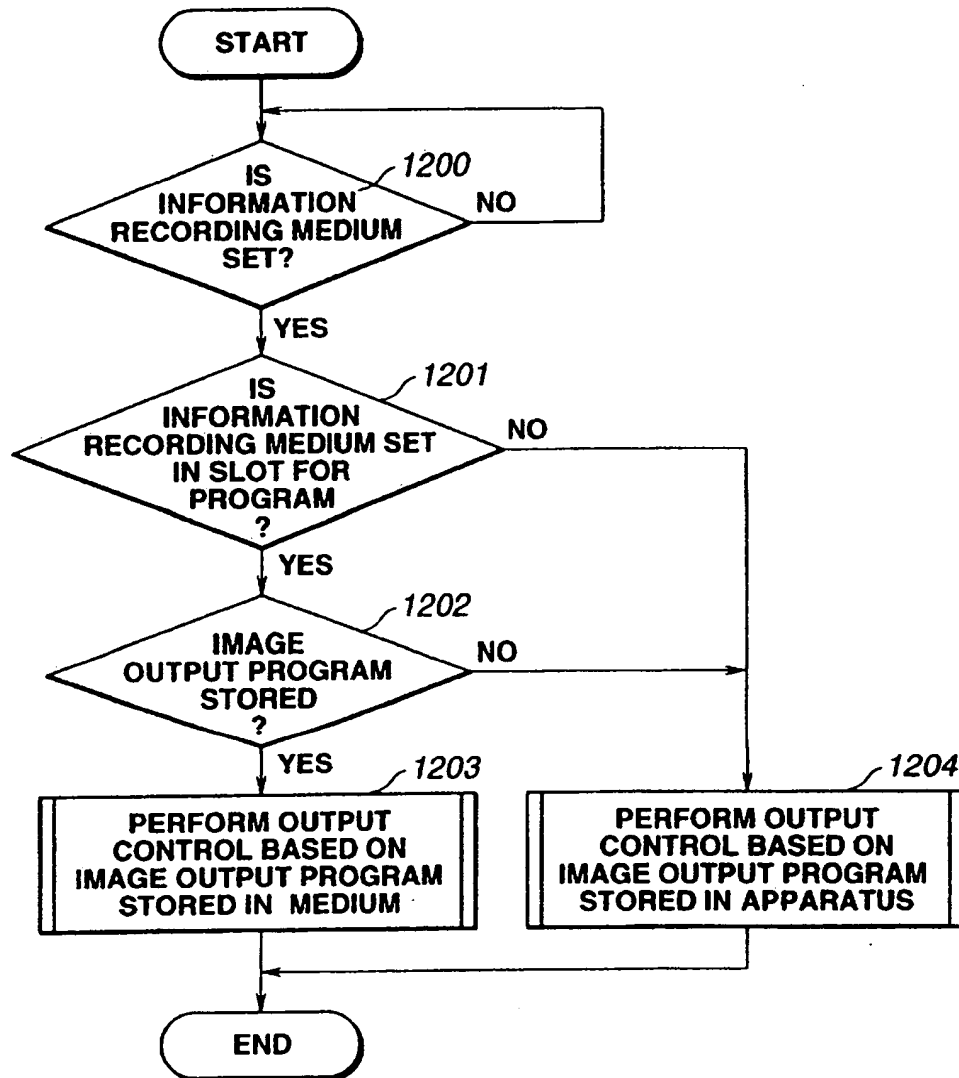 START
1200
IS
INFORMATION
RECORDING MEDIUM
SET?
NO
YES
1201
IS
INFORMATION
RECORDING MEDIUM SET
IN SLOT FOR
PROGRAM
?
NO
YES
1202
IMAGE
OUTPUT PROGRAM
STORED
?
NO
YES
1203
PERFORM OUTPUT
CONTROL BASED ON
IMAGE OUTPUT PROGRAM
STORED IN MEDIUM
1204
PERFORM OUTPUT
CONTROL BASED ON
IMAGE OUTPUT PROGRAM
STORED IN APPARATUS
END